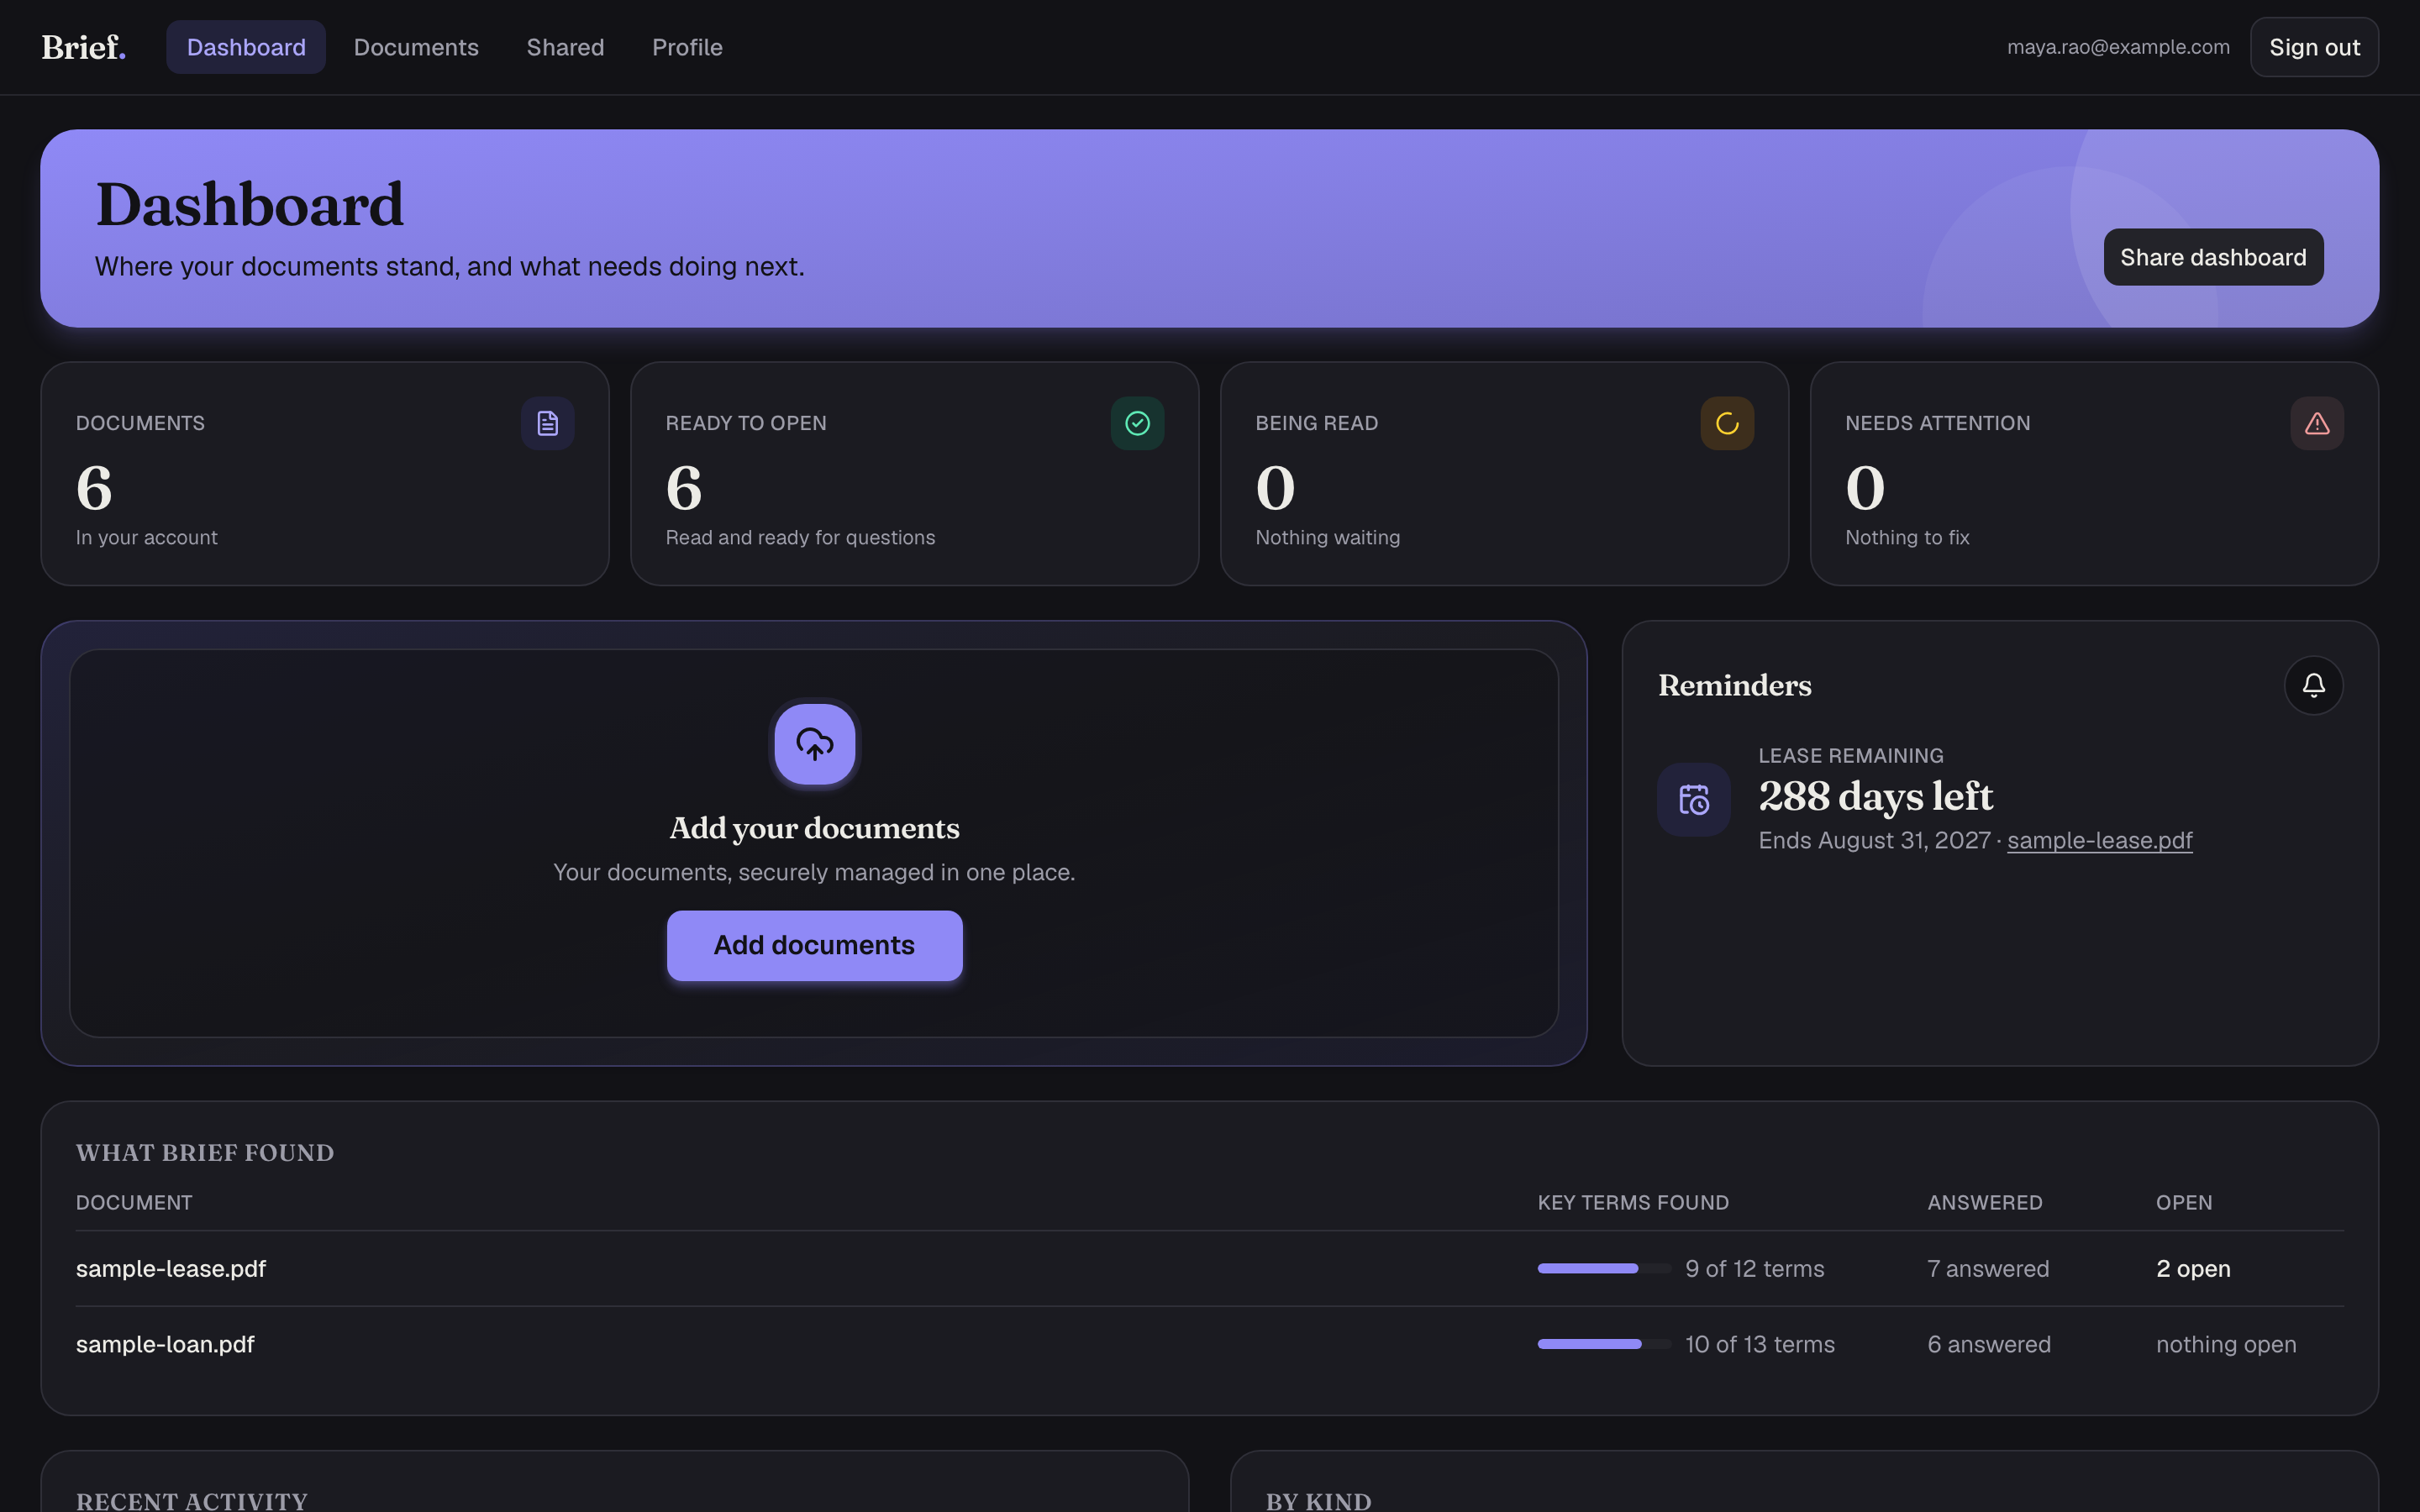 Brief.
Dashboard
Documents
Shared
Profile
maya.rao@example.com
Sign out
Dashboard
Where your documents stand, and what needs doing next.
Share dashboard
DOCUMENTS
6
In your account
READY TO OPEN
6
Read and ready for questions
BEING READ
0
Nothing waiting
NEEDS ATTENTION
0
Nothing to fix
Add your documents
Your documents, securely managed in one place.
Add documents
Reminders
LEASE REMAINING
288 days left
Ends August 31, 2027 · sample-lease.pdf
WHAT BRIEF FOUND
DOCUMENT KEY TERMS FOUND ANSWERED OPEN
sample-lease.pdf 9 of 12 terms 7 answered 2 open
sample-loan.pdf 10 of 13 terms 6 answered nothing open
RECENT ACTIVITY
BY KIND